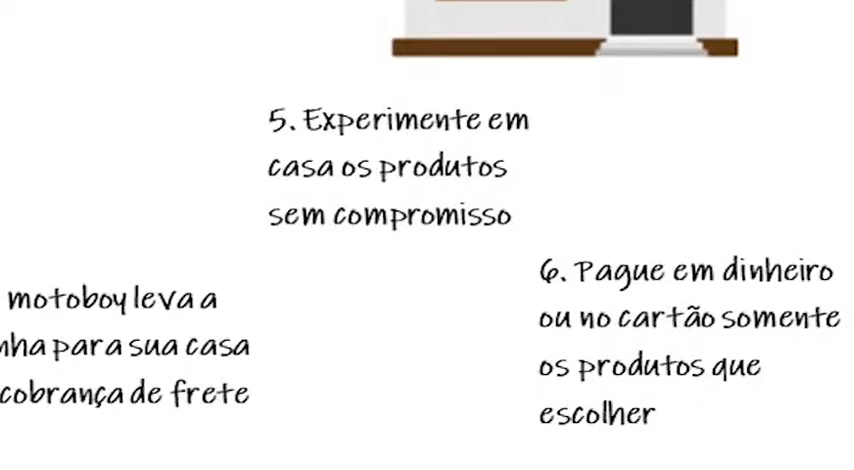 5. Experimente em
casa os produtos
sem compromisso
motoboy leva a
para sua casa
cobrança de frete
6. Pague em dinheiro
ou no cartão somente
os produtos que
escolher